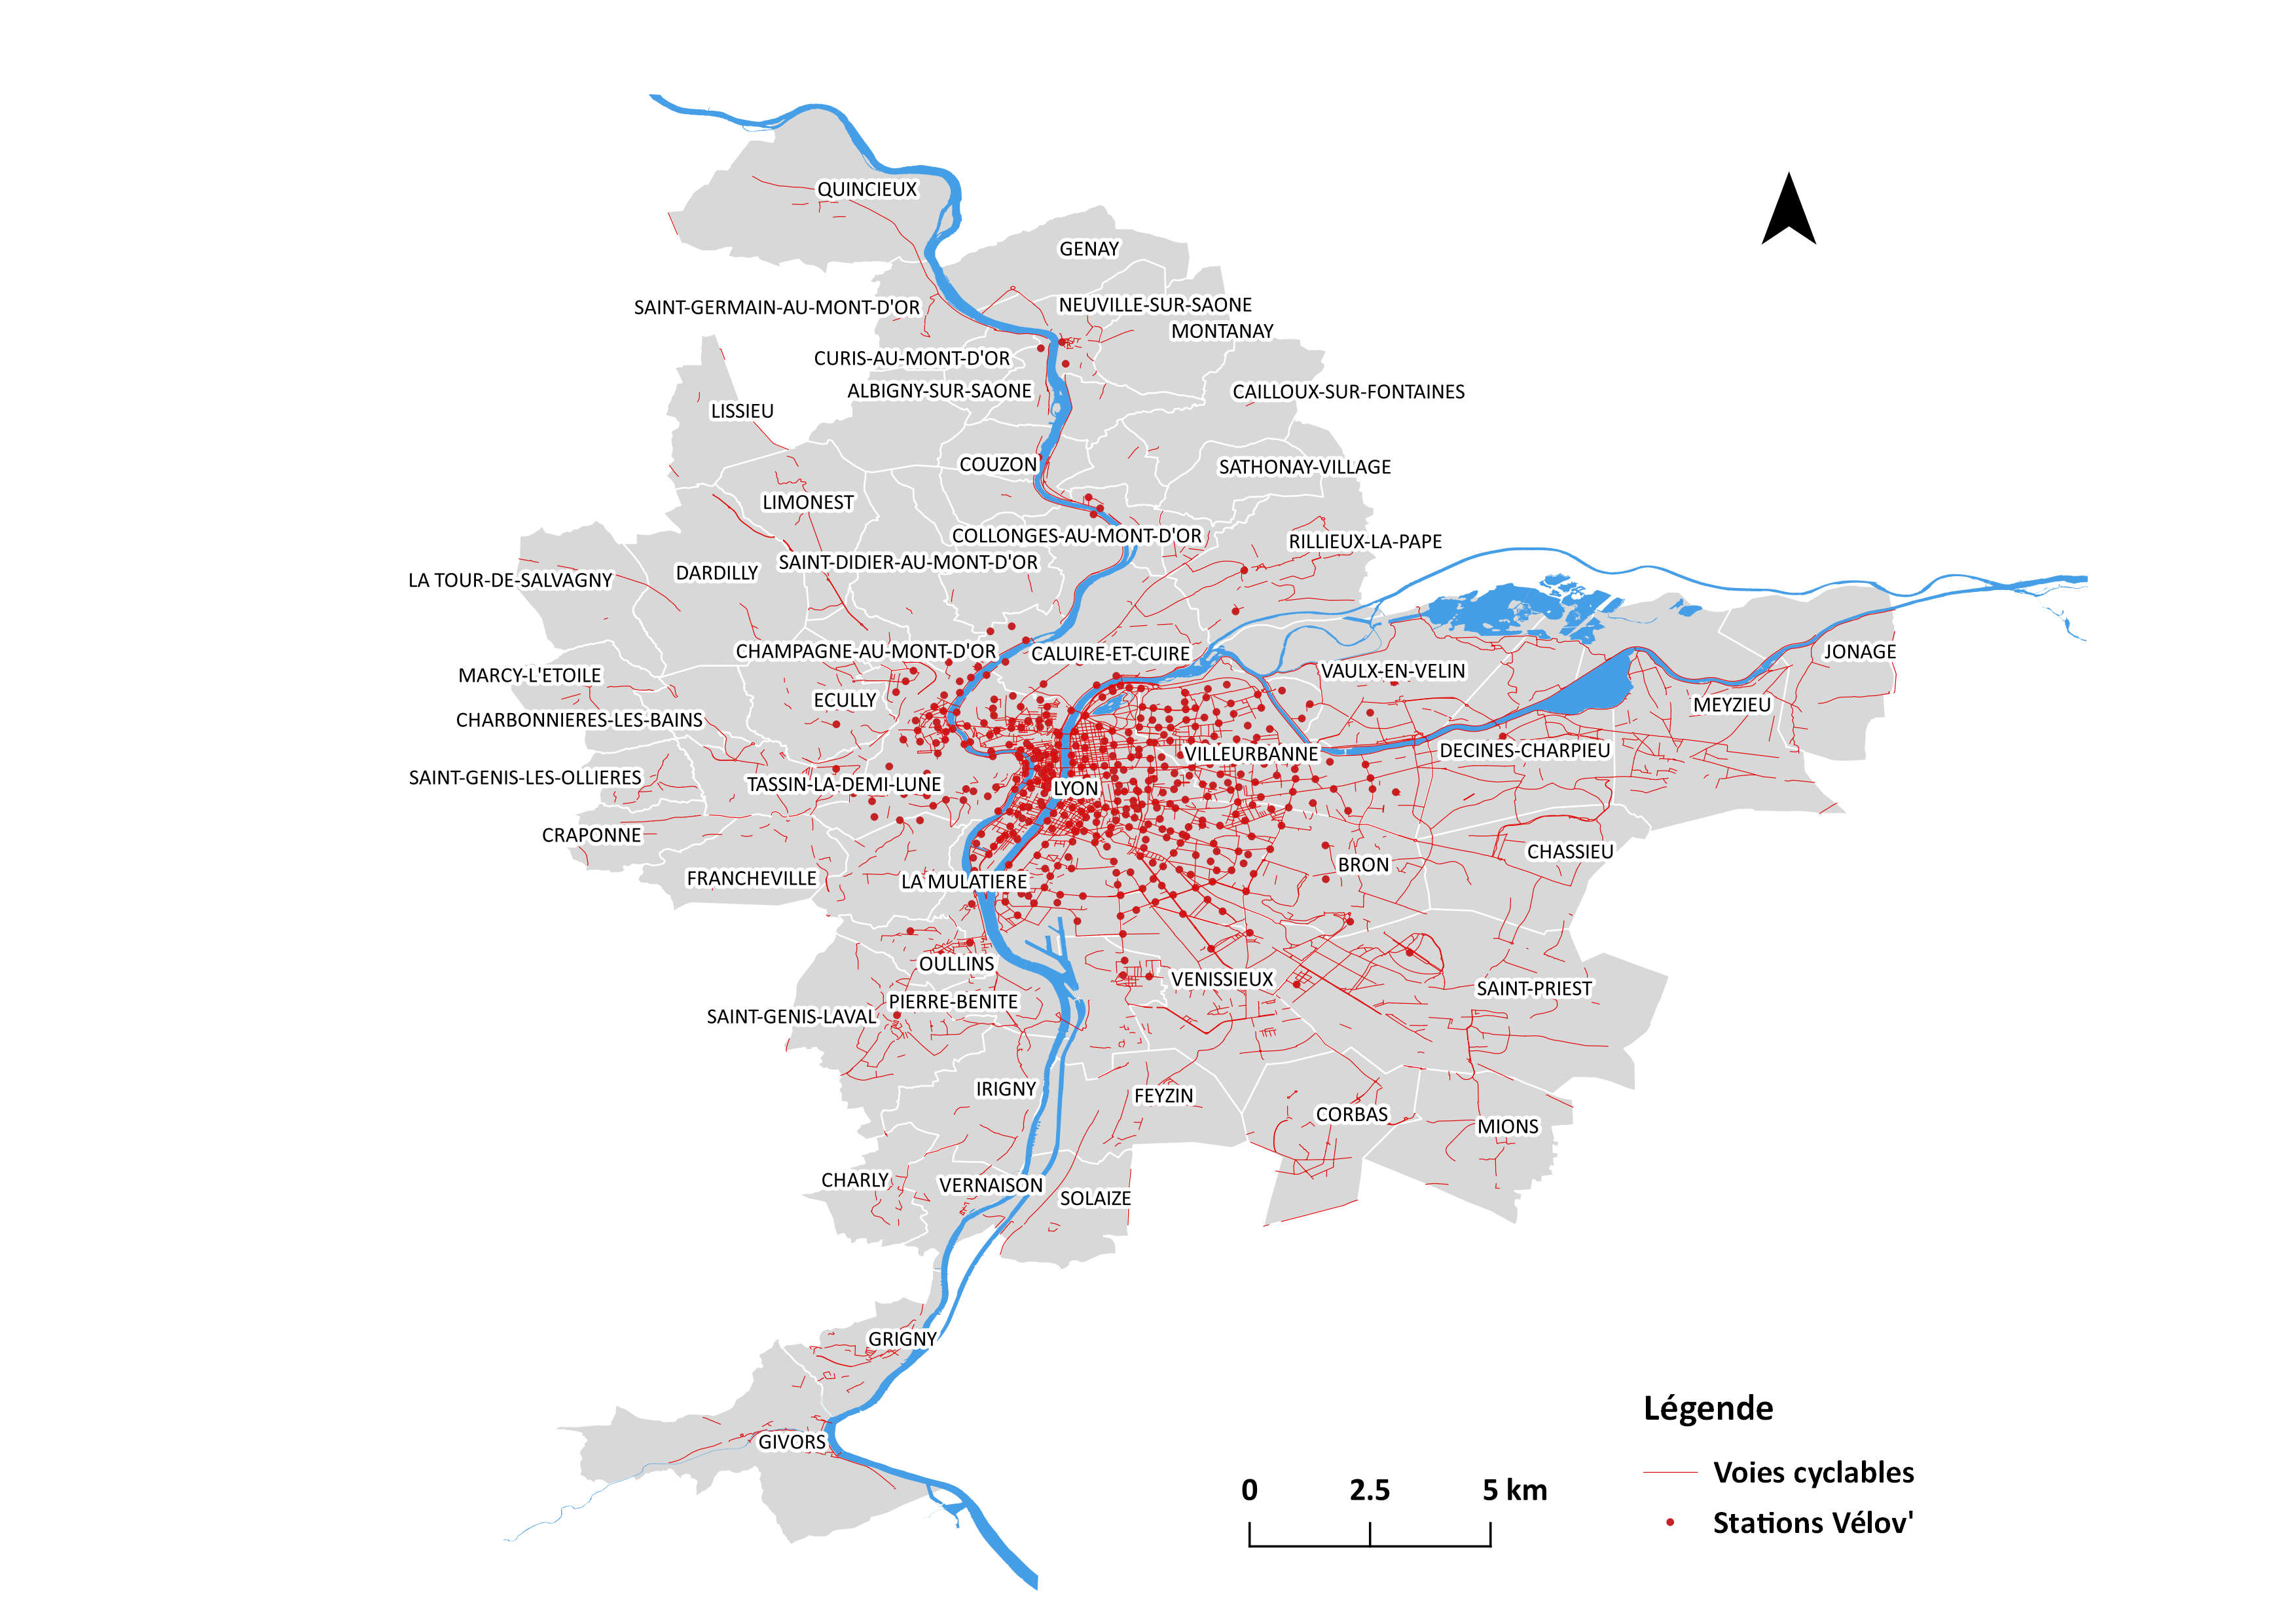 QUINCIEUX
GENAY
SAINT-GERMAIN-AU-MONT-D'OR
NEUVILLE-SUR-SAONE
MONTANAY
CURIS-AU-MONT-D'OR
ALBIGNY-SUR-SAONE
CAILLOUX-SUR-FONTAINES
LISSIEU
COUZON
SATHONAY-VILLAGE
LIMONEST
COLLONGES-AU-MONT-D'OR
RILLIEUX-LA-PAPE
SAINT-DIDIER-AU-MONT-D'OR
DARDILLY
LA TOUR-DE-SALVAGNY
CHAMPAGNE-AU-MONT-D'OR
CALUIRE-ET-CUIRE
JONAGE
VAULX-EN-VELIN
MARCY-L'ETOILE
ECULLY
MEYZIEU
CHARBONNIERES-LES-BAINS
VILLEURBANNE
DECINES-CHARPIEU
SAINT-GENIS-LES-OLLIERES
TASSIN-LA-DEMI-LUNE
LYON
CRAPONNE
CHASSIEU
BRON
FRANCHEVILLE
LA MULATIERE
OULLINS
VENISSIEUX
SAINT-PRIEST
PIERRE-BENITE
SAINT-GENIS-LAVAL
IRIGNY
FEYZIN
CORBAS
MIONS
CHARLY
VERNAISON
SOLAIZE
GRIGNY
GIVORS
Légende
Voies cyclables
Stations Vélov'
0 2.5 5 km